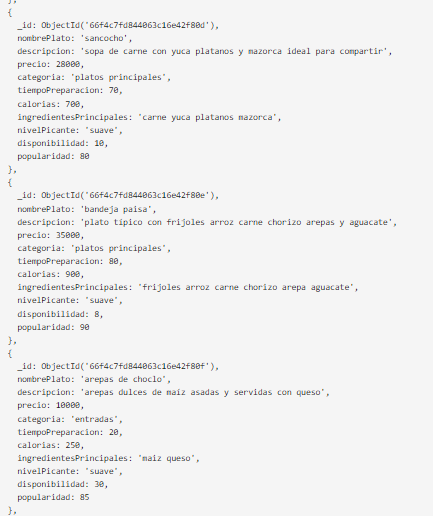 },
{
_id: ObjectId('66f4c7fd844063c16e42f80d'),
nombrePlato: 'sancocho',
descripcion: 'sopa de carne con yuca platanos y mazorca ideal para compartir',
precio: 28000,
categoria: 'platos principales',
tiempoPreparacion: 70,
calorias: 700,
ingredientesPrincipales: 'carne yuca platanos mazorca',
nivelPicante: 'suave',
disponibilidad: 10,
popularidad: 80
},
{
_id: ObjectId('66f4c7fd844063c16e42f80e'),
nombrePlato: 'bandeja paisa',
descripcion: 'plato tipico con frijoles arroz carne chorizo arepas y aguacate',
precio: 35000,
categoria: 'platos principales',
tiempoPreparacion: 80,
calorias: 900,
ingredientesPrincipales: 'frijoles arroz carne chorizo arepa aguacate',
nivelPicante: 'suave',
disponibilidad: 8,
popularidad: 90
},
{
_id: ObjectId('66f4c7fd844063c16e42f80f'),
nombrePlato: 'arepas de choclo',
descripcion: 'arepas dulces de maiz asadas y servidas con queso',
precio: 10000,
categoria: 'entradas',
tiempoPreparacion: 20,
calorias: 250,
ingredientesPrincipales: 'maiz queso',
nivelPicante: 'suave',
disponibilidad: 30,
popularidad: 85
},